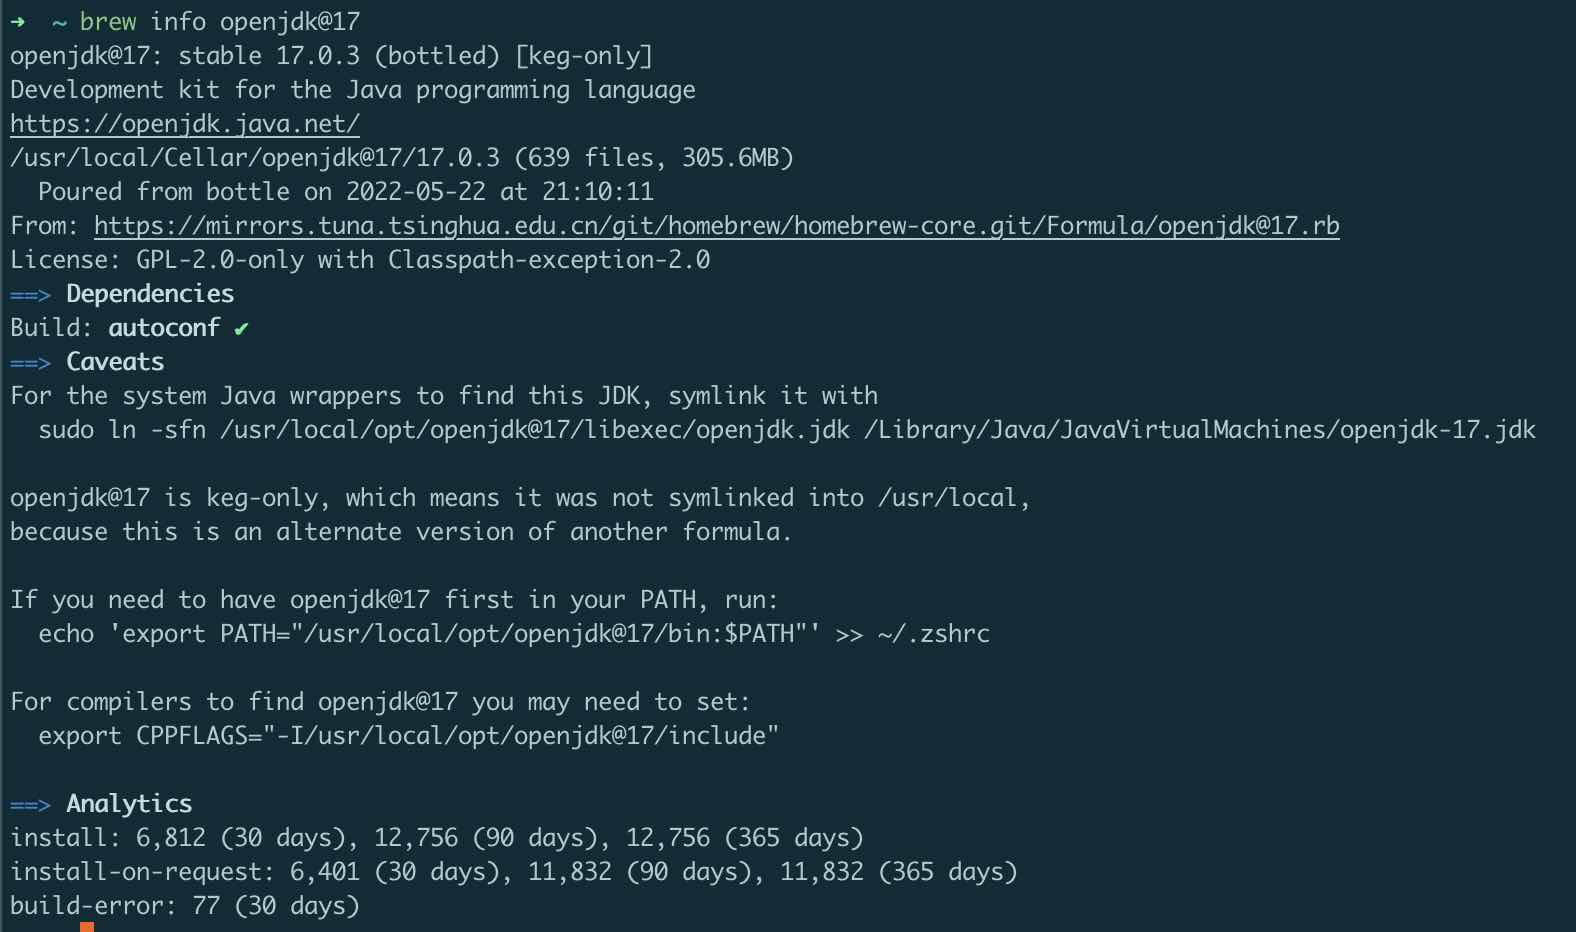 → ~ brew info openjdk@17
openjdk@17: stable 17.0.3 (bottled) [keg-only]
Development kit for the Java programming language
https://openjdk.java.net/
/usr/local/Cellar/openjdk@17/17.0.3 (639 files, 305.6MB)
  Poured from bottle on 2022-05-22 at 21:10:11
From: https://mirrors.tuna.tsinghua.edu.cn/git/homebrew/homebrew-core.git/Formula/openjdk@17.rb
License: GPL-2.0-only with Classpath-exception-2.0
==> Dependencies
Build: autoconf ✔
==> Caveats
For the system Java wrappers to find this JDK, symlink it with
  sudo ln -sfn /usr/local/opt/openjdk@17/libexec/openjdk.jdk /Library/Java/JavaVirtualMachines/openjdk-17.jdk
openjdk@17 is keg-only, which means it was not symlinked into /usr/local,
because this is an alternate version of another formula.
If you need to have openjdk@17 first in your PATH, run:
  echo 'export PATH="/usr/local/opt/openjdk@17/bin:$PATH"' >> ~/.zshrc
For compilers to find openjdk@17 you may need to set:
  export CPPFLAGS="-I/usr/local/opt/openjdk@17/include"
==> Analytics
install: 6,812 (30 days), 12,756 (90 days), 12,756 (365 days)
install-on-request: 6,401 (30 days), 11,832 (90 days), 11,832 (365 days)
build-error: 77 (30 days)